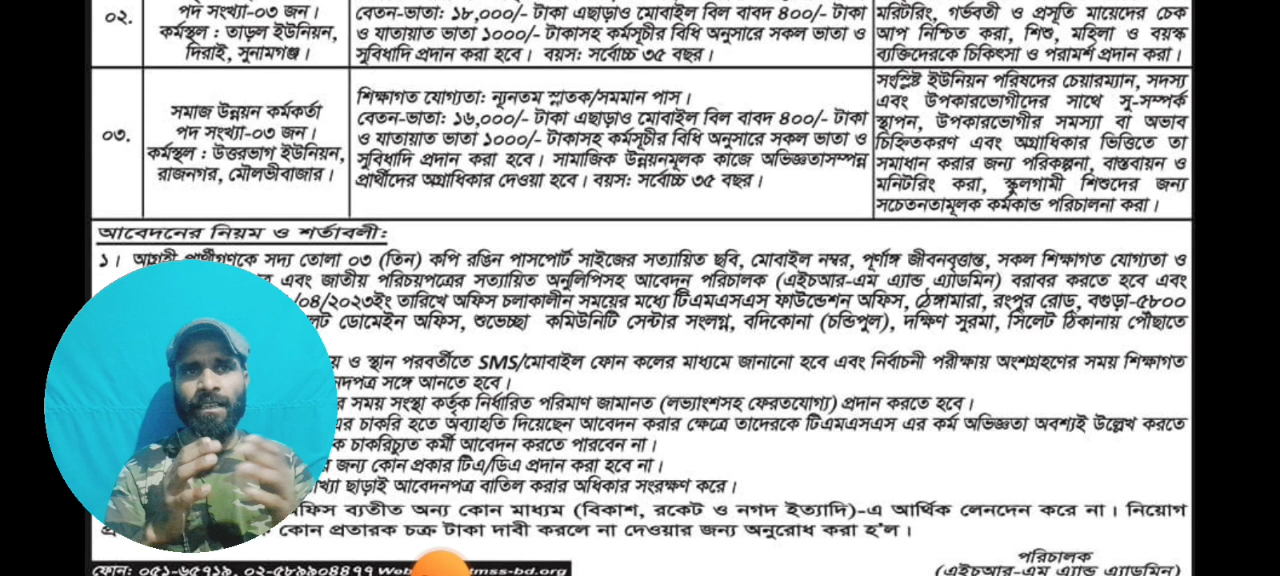 ০২.
পদ সংখ্যা-০৩ জন।
কর্মস্থল : তাড়ল ইউনিয়ন,
দিরাই, সুনামগঞ্জ।
বেতন-ভাতা: ১৮,০০০/- টাকা এছাড়াও মোবাইল বিল বাবদ ৪০০/- টাকা
ও যাতায়াত ভাতা ১০০০/- টাকাসহ কর্মসূচীর বিধি অনুসারে সকল ভাতা ও
সুবিধাদি প্রদান করা হবে। বয়স: সর্বোচ্চ ৩৫ বছর।
মরিটরিং, গর্ভবতী ও প্রসূতি মায়েদের চেক
আপ নিশ্চিত করা, শিশু, মহিলা ও বয়স্ক
ব্যক্তিদেরকে চিকিৎসা ও পরামর্শ প্রদান করা।
০৩.
সমাজ উন্নয়ন কর্মকর্তা
পদ সংখ্যা-০৩ জন।
কর্মস্থল : উত্তরভাগ ইউনিয়ন,
রাজনগর, মৌলভীবাজার।
শিক্ষাগত যোগ্যতা: ন্যূনতম স্নাতক/সমমান পাস।
বেতন-ভাতা: ১৬,০০০/- টাকা এছাড়াও মোবাইল বিল বাবদ ৪০০/- টাকা
ও যাতায়াত ভাতা ১০০০/- টাকাসহ কর্মসূচীর বিধি অনুসারে সকল ভাতা ও
সুবিধাদি প্রদান করা হবে। সামাজিক উন্নয়নমূলক কাজে অভিজ্ঞতাসম্পন্ন
প্রার্থীদের অগ্রাধিকার দেওয়া হবে। বয়স: সর্বোচ্চ ৩৫ বছর।
সংস্লিষ্ট ইউনিয়ন পরিষদের চেয়ারম্যান, সদস্য
এবং উপকারভোগীদের সাথে সু-সম্পর্ক
স্থাপন, উপকারভোগীর সমস্যা বা অভাব
চিহ্নিতকরণ এবং অগ্রাধিকার ভিত্তিতে তা
সমাধান করার জন্য পরিকল্পনা, বাস্তবায়ন ও
মনিটরিং করা, স্কুলগামী শিশুদের জন্য
সচেতনতামূলক কর্মকান্ড পরিচালনা করা।
আবেদনের নিয়ম ও শর্তাবলী:
১। আগ্রহী প্রার্থীগণকে সদ্য তোলা ০৩ (তিন) কপি রঙিন পাসপোর্ট সাইজের সত্যায়িত ছবি, মোবাইল নম্বর, পূর্ণাঙ্গ জীবনবৃত্তান্ত, সকল শিক্ষাগত যোগ্যতা ও
এবং জাতীয় পরিচয়পত্রের সত্যায়িত অনুলিপিসহ আবেদন পরিচালক (এইচআর-এম এ্যান্ড এ্যাডমিন) বরাবর করতে হবে এবং
/০৪/২০২৩ইং তারিখে অফিস চলাকালীন সময়ের মধ্যে টিএমএসএস ফাউন্ডেশন অফিস, ঠেঙ্গামারা, রংপুর রোড, বগুড়া-৫৮০০
ডোমেইন অফিস, শুভেচ্ছা কমিউনিটি সেন্টার সংলগ্ন, বদিকোনা (চন্ডিপুল), দক্ষিণ সুরমা, সিলেট ঠিকানায় পৌঁছাতে
ও স্থান পরবর্তীতে SMS/মোবাইল ফোন কলের মাধ্যমে জানানো হবে এবং নির্বাচনী পরীক্ষায় অংশগ্রহণের সময় শিক্ষাগত
সঙ্গে আনতে হবে।
সময় সংস্থা কর্তৃক নির্ধারিত পরিমাণ জামানত (লভ্যাংশসহ ফেরতযোগ্য) প্রদান করতে হবে।
চাকরি হতে অব্যাহতি দিয়েছেন আবেদন করার ক্ষেত্রে তাদেরকে টিএমএসএস এর কর্ম অভিজ্ঞতা অবশ্যই উল্লেখ করতে
চাকরিচ্যুত কর্মী আবেদন করতে পারবেন না।
জন্য কোন প্রকার টিএ/ডিএ প্রদান করা হবে না।
ছাড়াই আবেদনপত্র বাতিল করার অধিকার সংরক্ষণ করে।
ব্যতীত অন্য কোন মাধ্যম (বিকাশ, রকেট ও নগদ ইত্যাদি)-এ আর্থিক লেনদেন করে না। নিয়োগ
কোন প্রতারক চক্র টাকা দাবী করলে না দেওয়ার জন্য অনুরোধ করা হ'ল।
পরিচালক
ফোন: ০৫১-৬৫৭১৯, ০২-৫৮৯৯০৪৪৭৭ Web tmss-bd.org
(এইচআর-এম এ্যান্ড এ্যাডমিন)